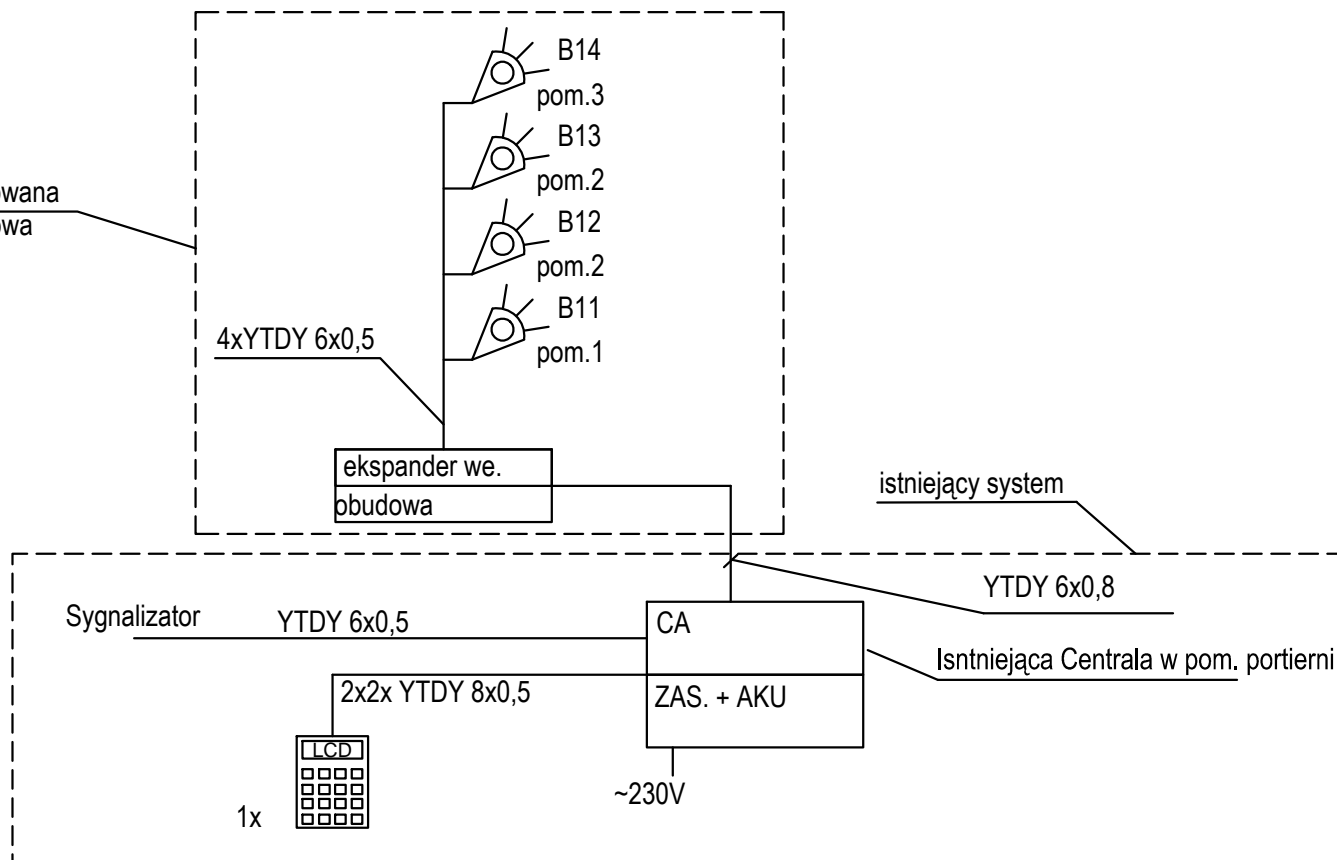 B14
pom.3
B13
pom.2
B12
pom.2
B11
pom.1
4xYTDY 6x0,5
ekspander we.
obudowa
istniejący system
YTDY 6x0,8
Sygnalizator
YTDY 6x0,5
CA
Isntniejąca Centrala w pom. portierni
2x2x YTDY 8x0,5
ZAS. + AKU
LCD
~230V
1x